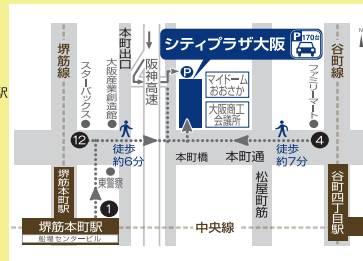 駅
堺筋線
スターバックス
大阪産業創造館
本町出口
阪神高速
シティプラザ大阪
P170台
P
マイドーム
おおさか
大阪商工
会議所
ファミリーマート
谷町線
12
徒歩
約6分
本町橋
本町通
徒歩
約7分
4
東警察
松屋町筋
堺筋本町駅
1
谷町四丁目駅
堺筋本町駅
船場センタービル
中央線